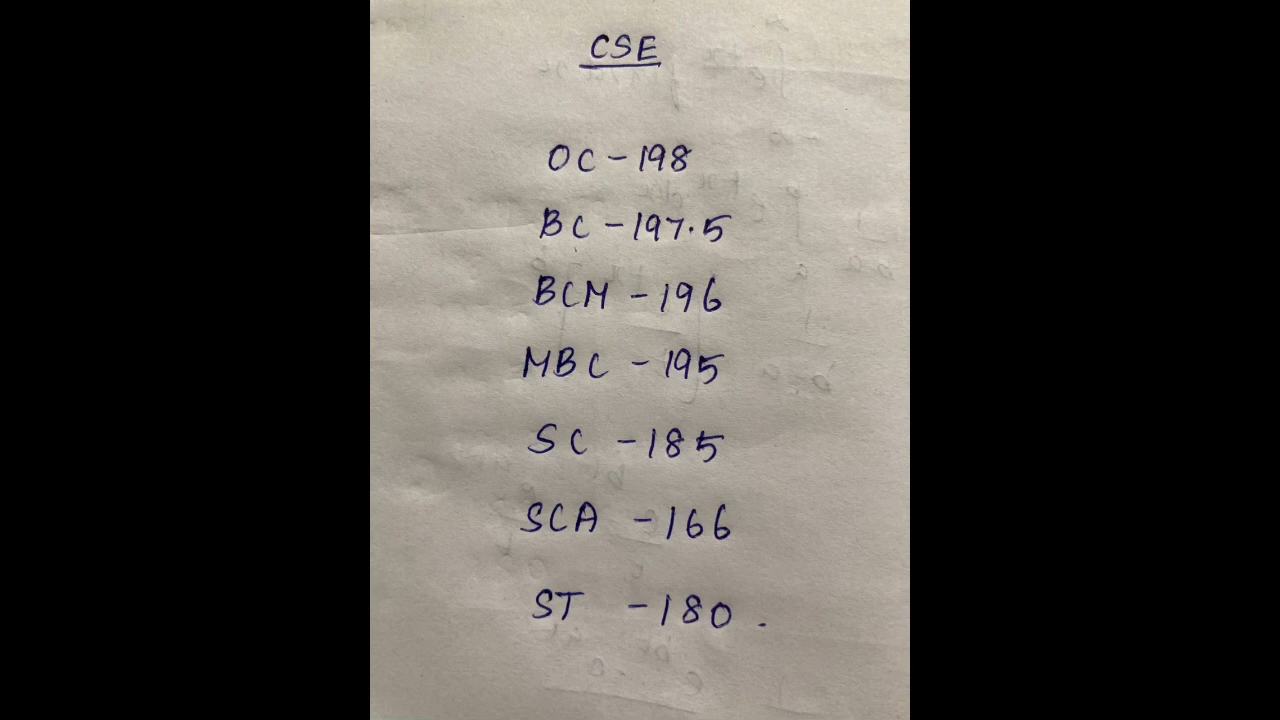 CSE
OC - 198
BC - 197.5
BCM - 196
MBC - 195
SC - 185
SCA - 166
ST - 180.